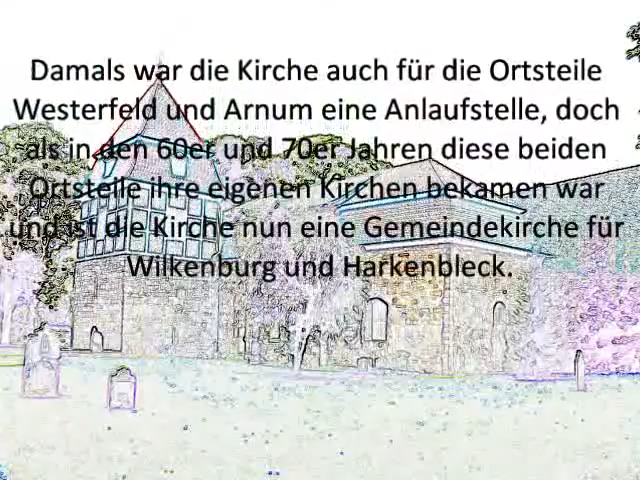 Damals war die Kirche auch für die Ortsteile
Westerfeld und Arnum eine Anlaufstelle, doch
als in den 60er und 70er Jahren diese beiden
Ortsteile ihre eigenen Kirchen bekamen war
und ist die Kirche nun eine Gemeindekirche für
Wilkenburg und Harkenbleck.